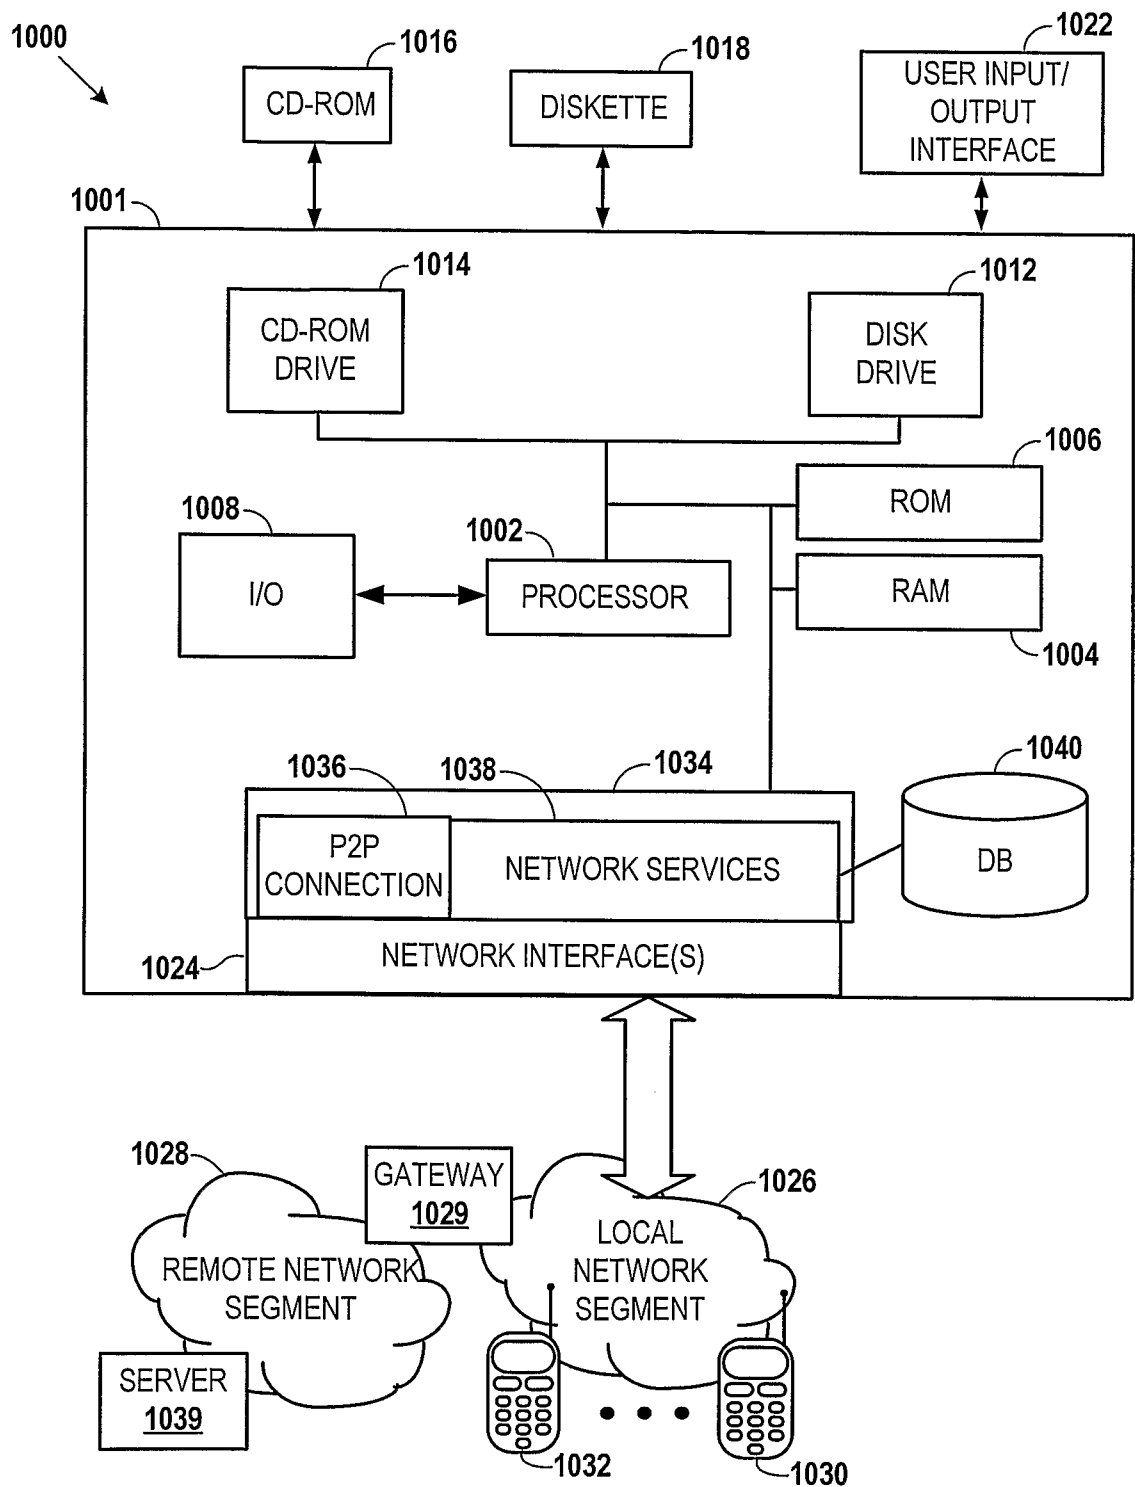 1000
1016
CD-ROM
1018
DISKETTE
1022
USER INPUT/
OUTPUT
INTERFACE
1001
1014
CD-ROM
DRIVE
1012
DISK
DRIVE
1006
ROM
1008
I/O
1002
PROCESSOR
RAM
1004
1036
1038
1034
1040
P2P
CONNECTION
NETWORK SERVICES
DB
1024
NETWORK INTERFACE(S)
1028
GATEWAY
1029
1026
REMOTE NETWORK
SEGMENT
LOCAL
NETWORK
SEGMENT
SERVER
1039
1032
1030